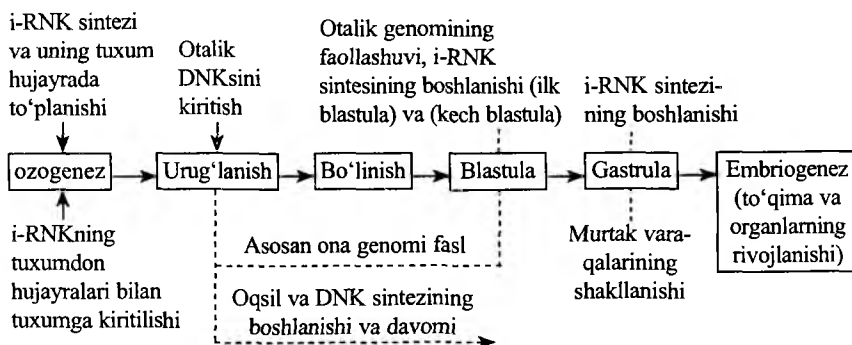 i-RNK sintezi
va uning tuxum
hujayrada
to‘planishi
Otalik
DNKsini
kiritish
Otalik genomining
faollashuvi, i-RNK
sintesining boshlanishi (ilk
blastula) va (kech blastula)
i-RNK sintezi-
ning boshlanishi
ozogenez
Urug‘lanish
Bo‘linish
Blastula
Gastrula
Embriogenez
(to‘qima va
organlarning
rivojlanishi)
i-RNKning
tuxumdon
hujayralari bilan
tuxumga kiritilishi
Asosan ona genomi fasl
Oqsil va DNK sintezining
boshlanishi va davomi
Murtak vara-
qalarining
shakllanishi